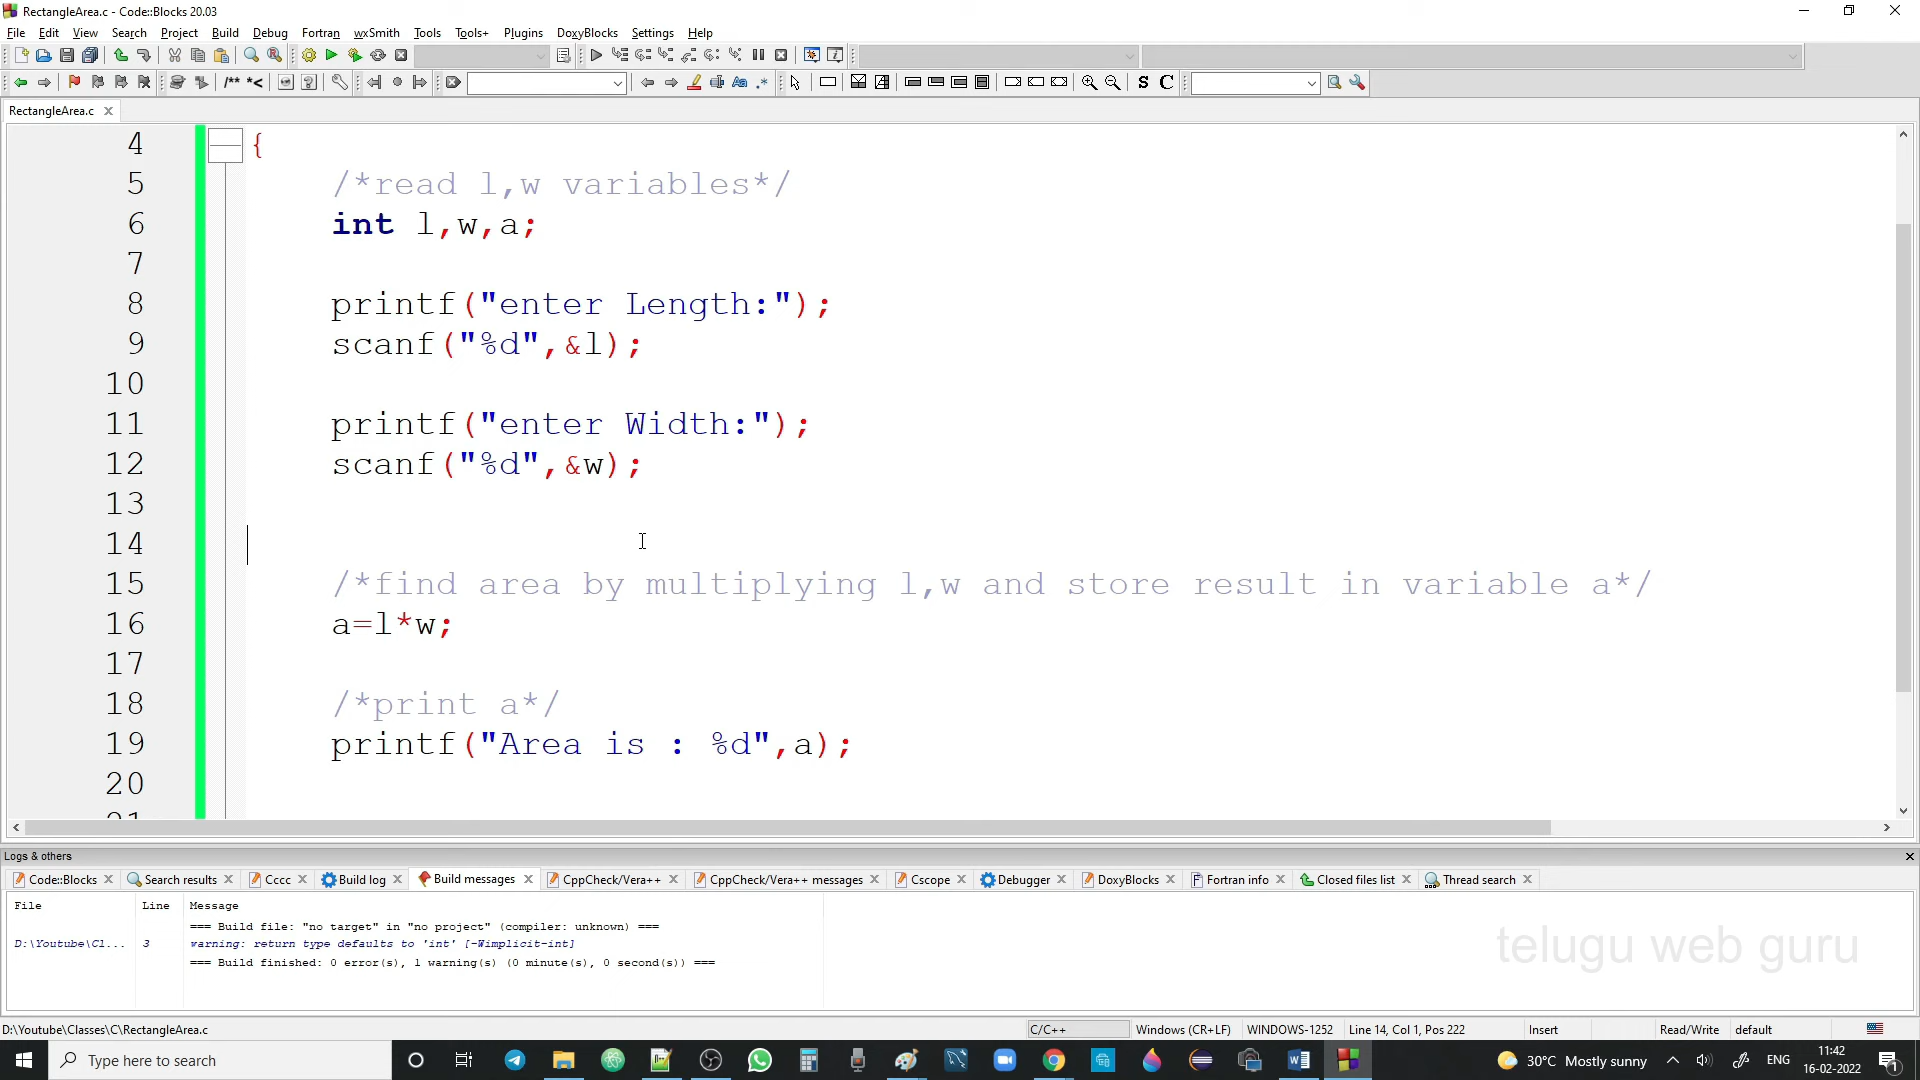 RectangleArea.c - Code::Blocks 20.03
File Edit View Search Project Build Debug Fortran wxSmith Tools Tools+ Plugins DoxyBlocks Settings Help
/** *<
Aa .*
S C
RectangleArea.c
4 {
5 /*read l,w variables*/
6 int l,w,a;
7
8 printf("enter Length:");
9 scanf("%d",&l);
10
11 printf("enter Width:");
12 scanf("%d",&w);
13
14
15 /*find area by multiplying l,w and store result in variable a*/
16 a=l*w;
17
18 /*print a*/
19 printf("Area is : %d",a);
20
21
Logs & others
Code::Blocks Search results Cccc Build log Build messages CppCheck/Vera++ CppCheck/Vera++ messages Cscope Debugger DoxyBlocks Fortran info Closed files list Thread search
File Line Message
=== Build file: "no target" in "no project" (compiler: unknown) ===
D:\Youtube\Cl... 3 warning: return type defaults to 'int' [-Wimplicit-int]
=== Build finished: 0 error(s), 1 warning(s) (0 minute(s), 0 second(s)) ===
telugu web guru
D:\Youtube\Classes\C\RectangleArea.c C/C++ Windows (CR+LF) WINDOWS-1252 Line 14, Col 1, Pos 222 Insert Read/Write default
Type here to search 30°C Mostly sunny ENG 11:42
16-02-2022 1